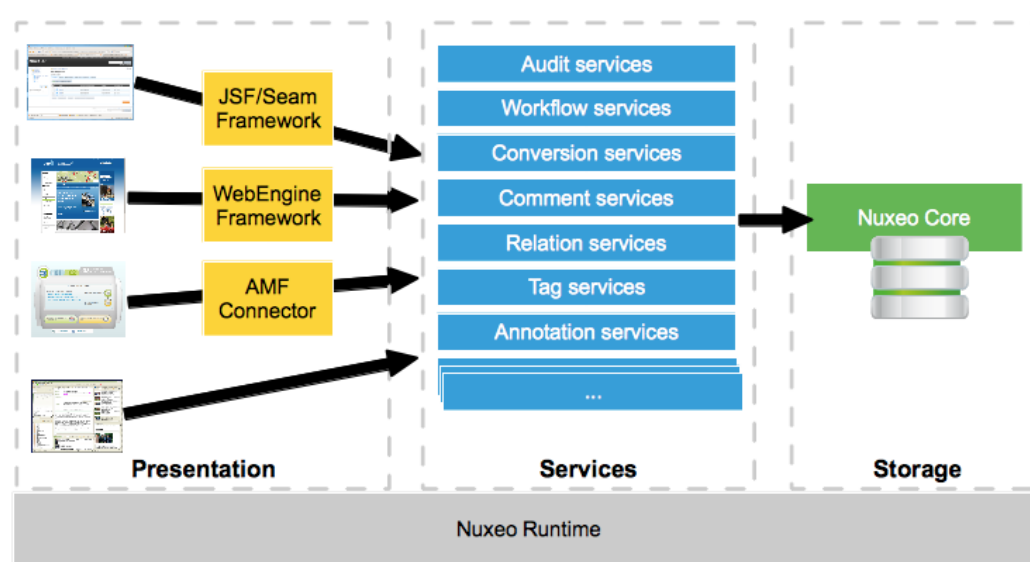 JSF/Seam
Framework
WebEngine
Framework
AMF
Connector
Presentation
Audit services
Workflow services
Conversion services
Comment services
Relation services
Tag services
Annotation services
...
Services
Nuxeo Core
Storage
Nuxeo Runtime